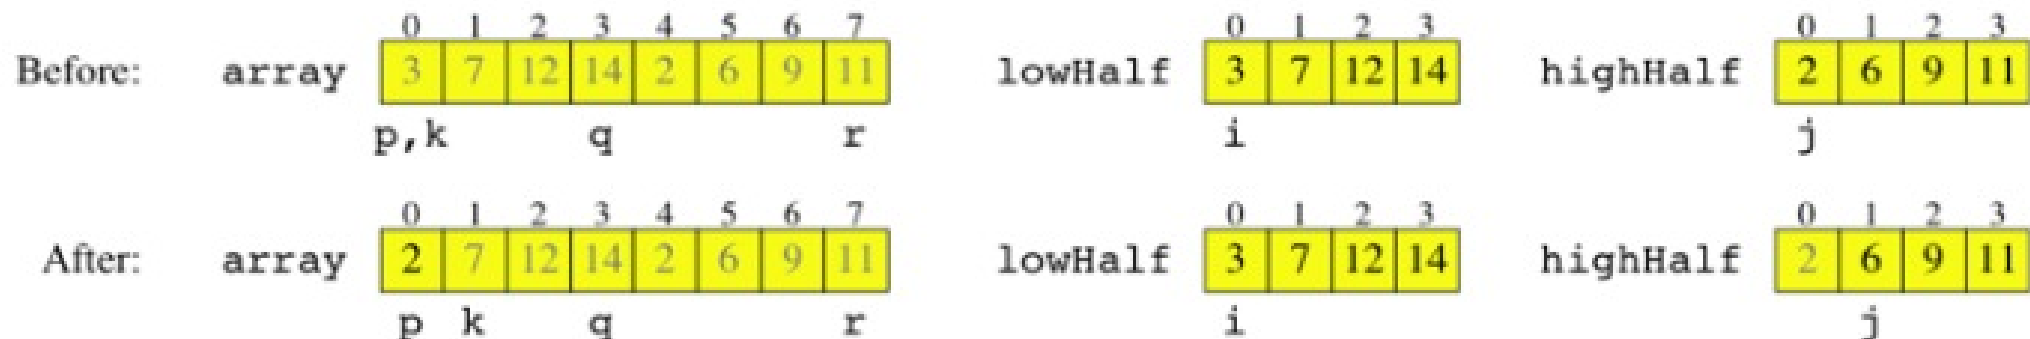 0 1 2 3 4 5 6 7 0 1 2 3 0 1 2 3
Before: array 3 7 12 14 2 6 9 11 lowHalf 3 7 12 14 highHalf 2 6 9 11
p,k q r i j
0 1 2 3 4 5 6 7 0 1 2 3 0 1 2 3
After: array 2 7 12 14 2 6 9 11 lowHalf 3 7 12 14 highHalf 2 6 9 11
p k q r i j